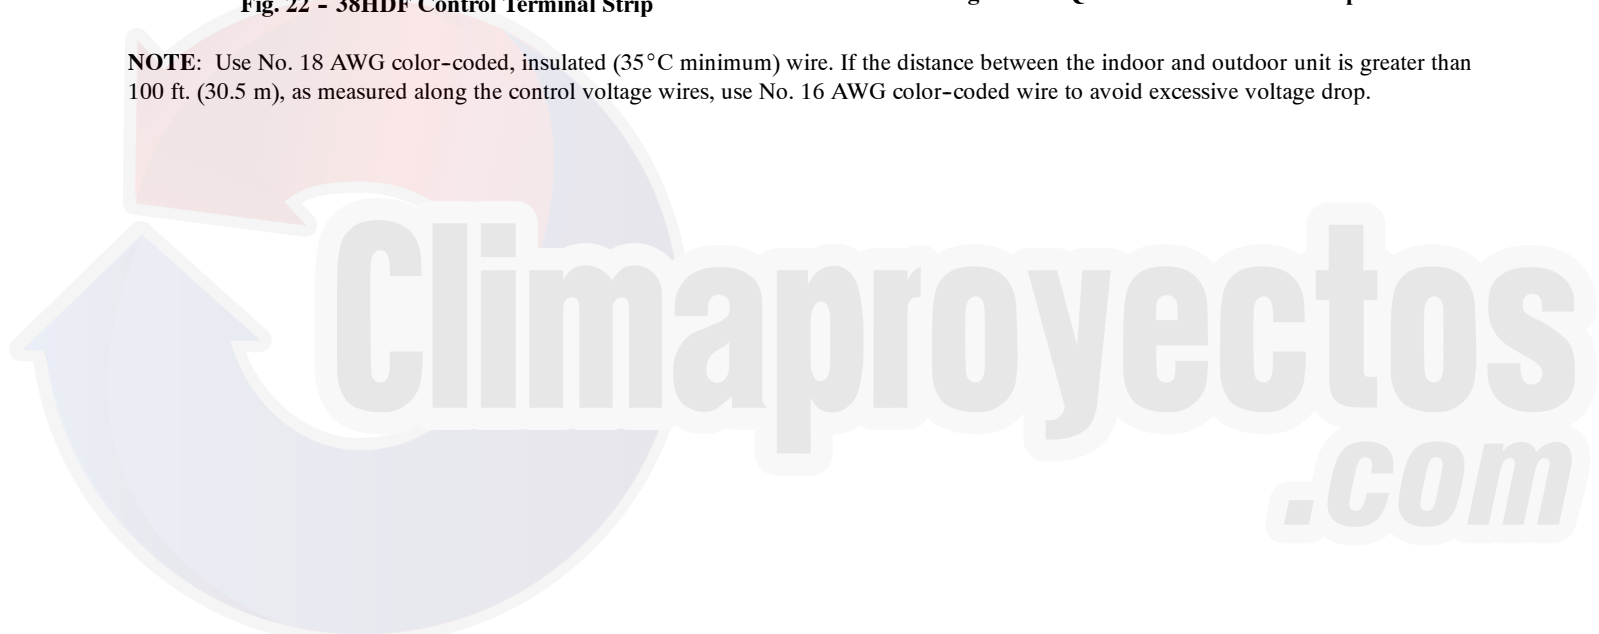 Fig. 22 - 38HDF Control Terminal Strip
NOTE: Use No. 18 AWG color-coded, insulated (35°C minimum) wire. If the distance between the indoor and outdoor unit is greater than
100 ft. (30.5 m), as measured along the control voltage wires, use No. 16 AWG color-coded wire to avoid excessive voltage drop.
Climaproyectos
.com